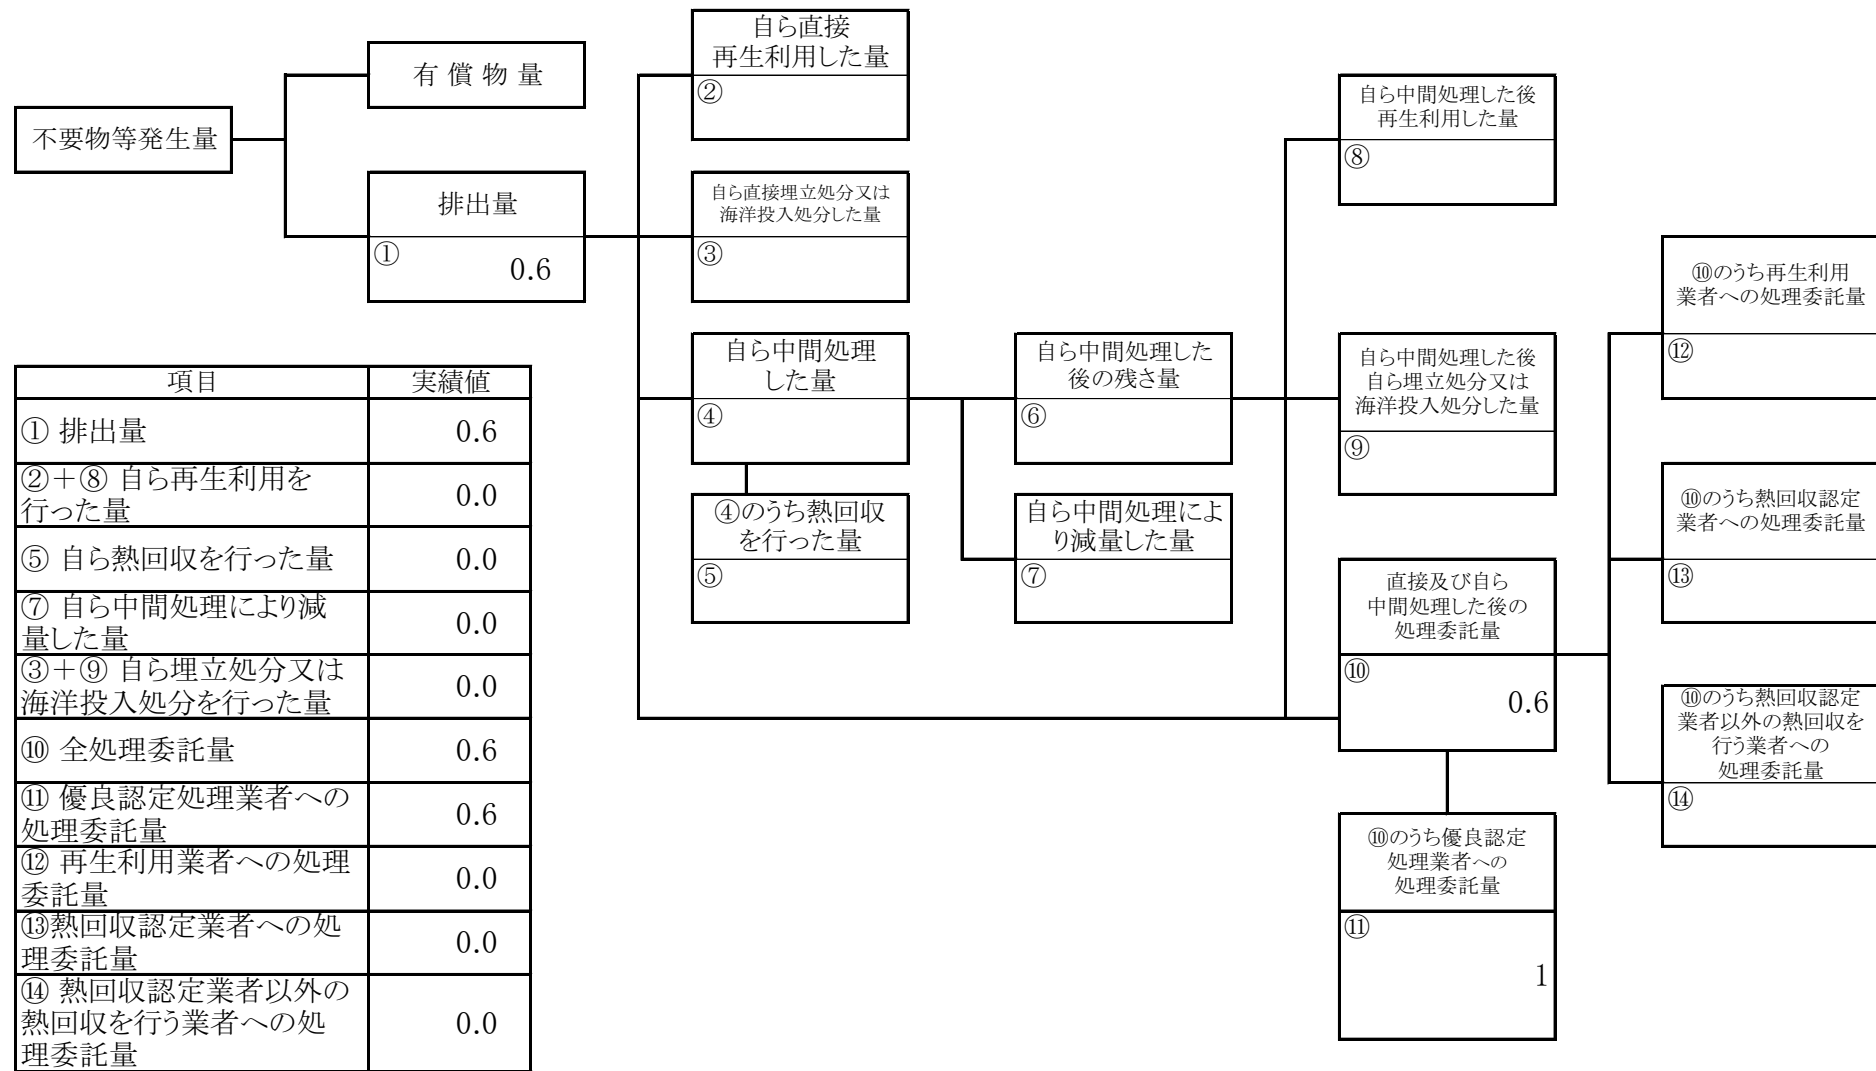 不要物等発生量
有 償 物 量
排出量
①
0.6
自ら直接
再生利用した量
②
自ら直接埋立処分又は
海洋投入処分した量
③
自ら中間処理
した量
④
④のうち熱回収
を行った量
⑤
自ら中間処理した
後の残さ量
⑥
自ら中間処理によ
り減量した量
⑦
自ら中間処理した後
再生利用した量
⑧
自ら中間処理した後
自ら埋立処分又は
海洋投入処分した量
⑨
直接及び自ら
中間処理した後の
処理委託量
⑩
0.6
⑩のうち優良認定
処理業者への
処理委託量
⑪
1
⑩のうち再生利用
業者への処理委託量
⑫
⑩のうち熱回収認定
業者への処理委託量
⑬
⑩のうち熱回収認定
業者以外の熱回収を
行う業者への
処理委託量
⑭
項目 実績値
① 排出量 0.6
②＋⑧ 自ら再生利用を
行った量 0.0
⑤ 自ら熱回収を行った量 0.0
⑦ 自ら中間処理により減
量した量 0.0
③＋⑨ 自ら埋立処分又は
海洋投入処分を行った量 0.0
⑩ 全処理委託量 0.6
⑪ 優良認定処理業者への
処理委託量 0.6
⑫ 再生利用業者への処理
委託量 0.0
⑬熱回収認定業者への処
理委託量 0.0
⑭ 熱回収認定業者以外の
熱回収を行う業者への処
理委託量 0.0